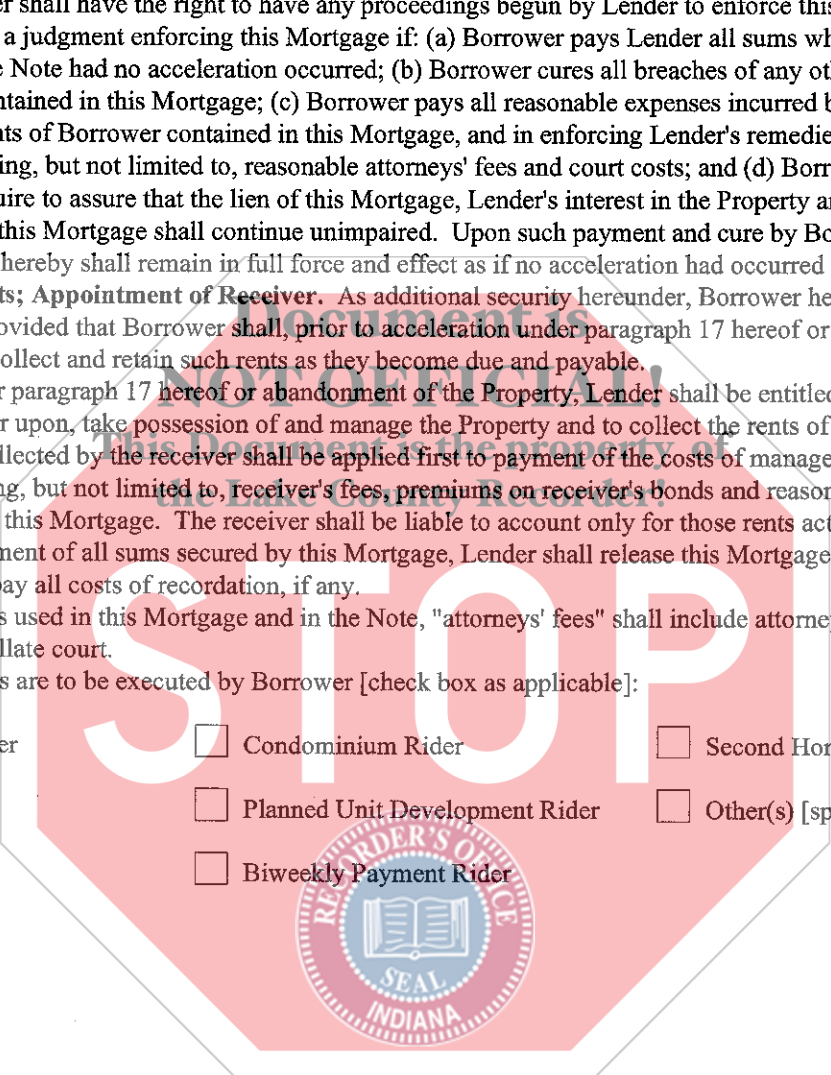 r shall have the right to have any proceedings begun by Lender to enforce this
a judgment enforcing this Mortgage if: (a) Borrower pays Lender all sums wh
e Note had no acceleration occurred; (b) Borrower cures all breaches of any ot
ntained in this Mortgage; (c) Borrower pays all reasonable expenses incurred b
nts of Borrower contained in this Mortgage, and in enforcing Lender's remedie
ing, but not limited to, reasonable attorneys' fees and court costs; and (d) Borr
uire to assure that the lien of this Mortgage, Lender's interest in the Property a
this Mortgage shall continue unimpaired. Upon such payment and cure by Bo
hereby shall remain in full force and effect as if no acceleration had occurred
ts; Appointment of Receiver. As additional security hereunder, Borrower he
Document is
ovided that Borrower shall, prior to acceleration under paragraph 17 hereof or
ollect and retain such rents as they become due and payable.
NOT OFFICIAL!
r paragraph 17 hereof or abandonment of the Property, Lender shall be entitled
r upon, take possession of and manage the Property and to collect the rents of
This Document is the property of
llected by the receiver shall be applied first to payment of the costs of manage
ng, but not limited to, receiver's fees, premiums on receiver's bonds and reason
the Lake County Recorder!
this Mortgage. The receiver shall be liable to account only for those rents act
ment of all sums secured by this Mortgage, Lender shall release this Mortgage
pay all costs of recordation, if any.
s used in this Mortgage and in the Note, "attorneys' fees" shall include attorne
llate court.
s are to be executed by Borrower [check box as applicable]:
STOP
er Condominium Rider Second Hor
Planned Unit Development Rider Other(s) [sp
Biweekly Payment Rider
RECORDER'S OFFICE
SEAL
INDIANA